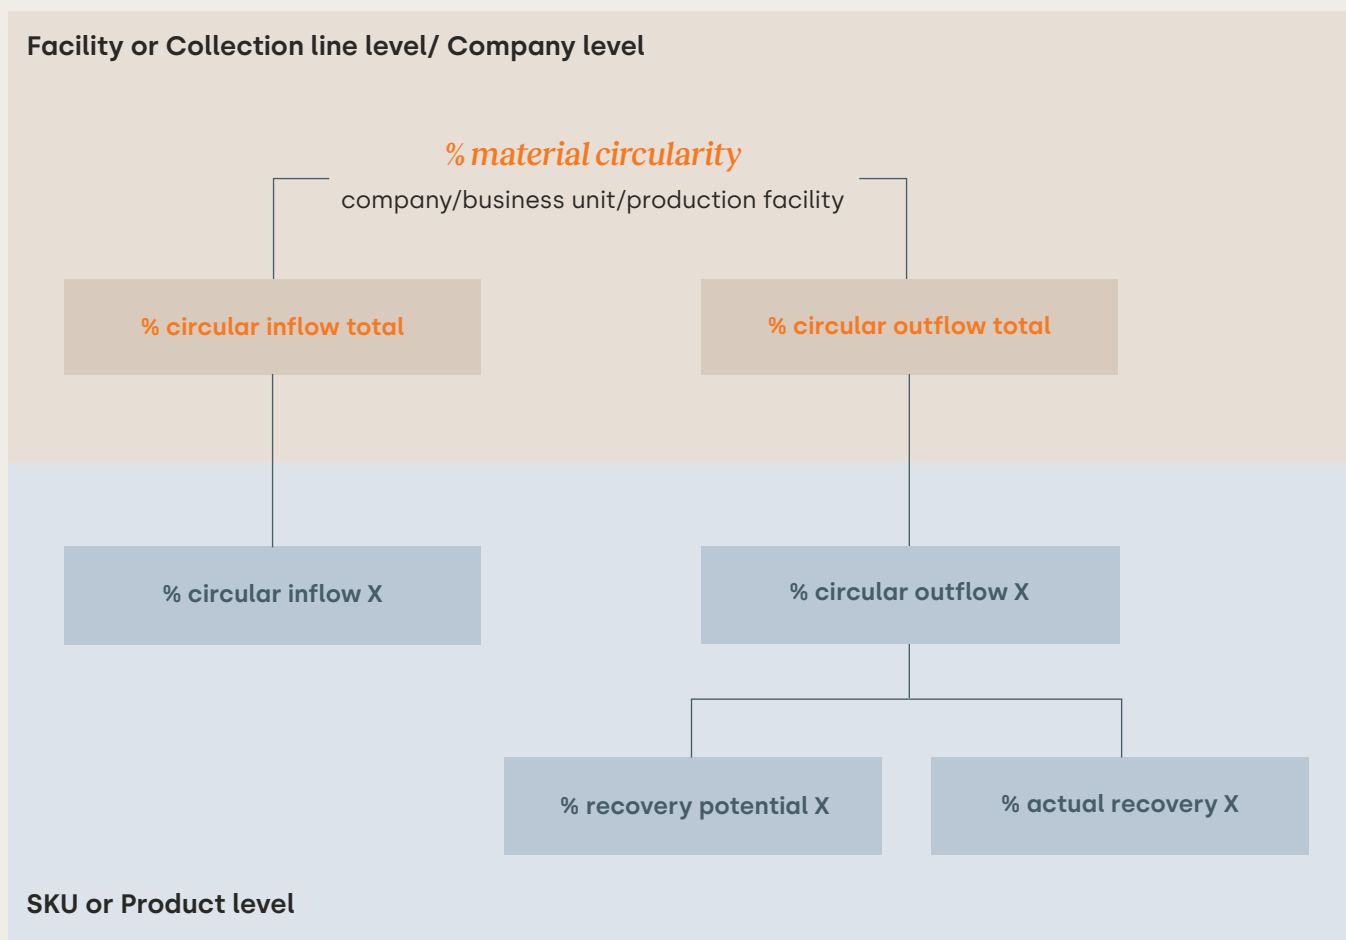 Facility or Collection line level/ Company level
% material circularity
company/business unit/production facility
% circular inflow total
% circular outflow total
% circular inflow X
% circular outflow X
% recovery potential X
% actual recovery X
SKU or Product level